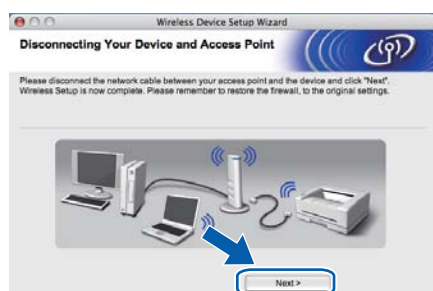 Wireless Device Setup Wizard
Disconnecting Your Device and Access Point
Please disconnect the network cable between your access point and the device and click "Next".
Wireless Setup is now complete. Please remember to restore the firewall, to the original settings.
Next >